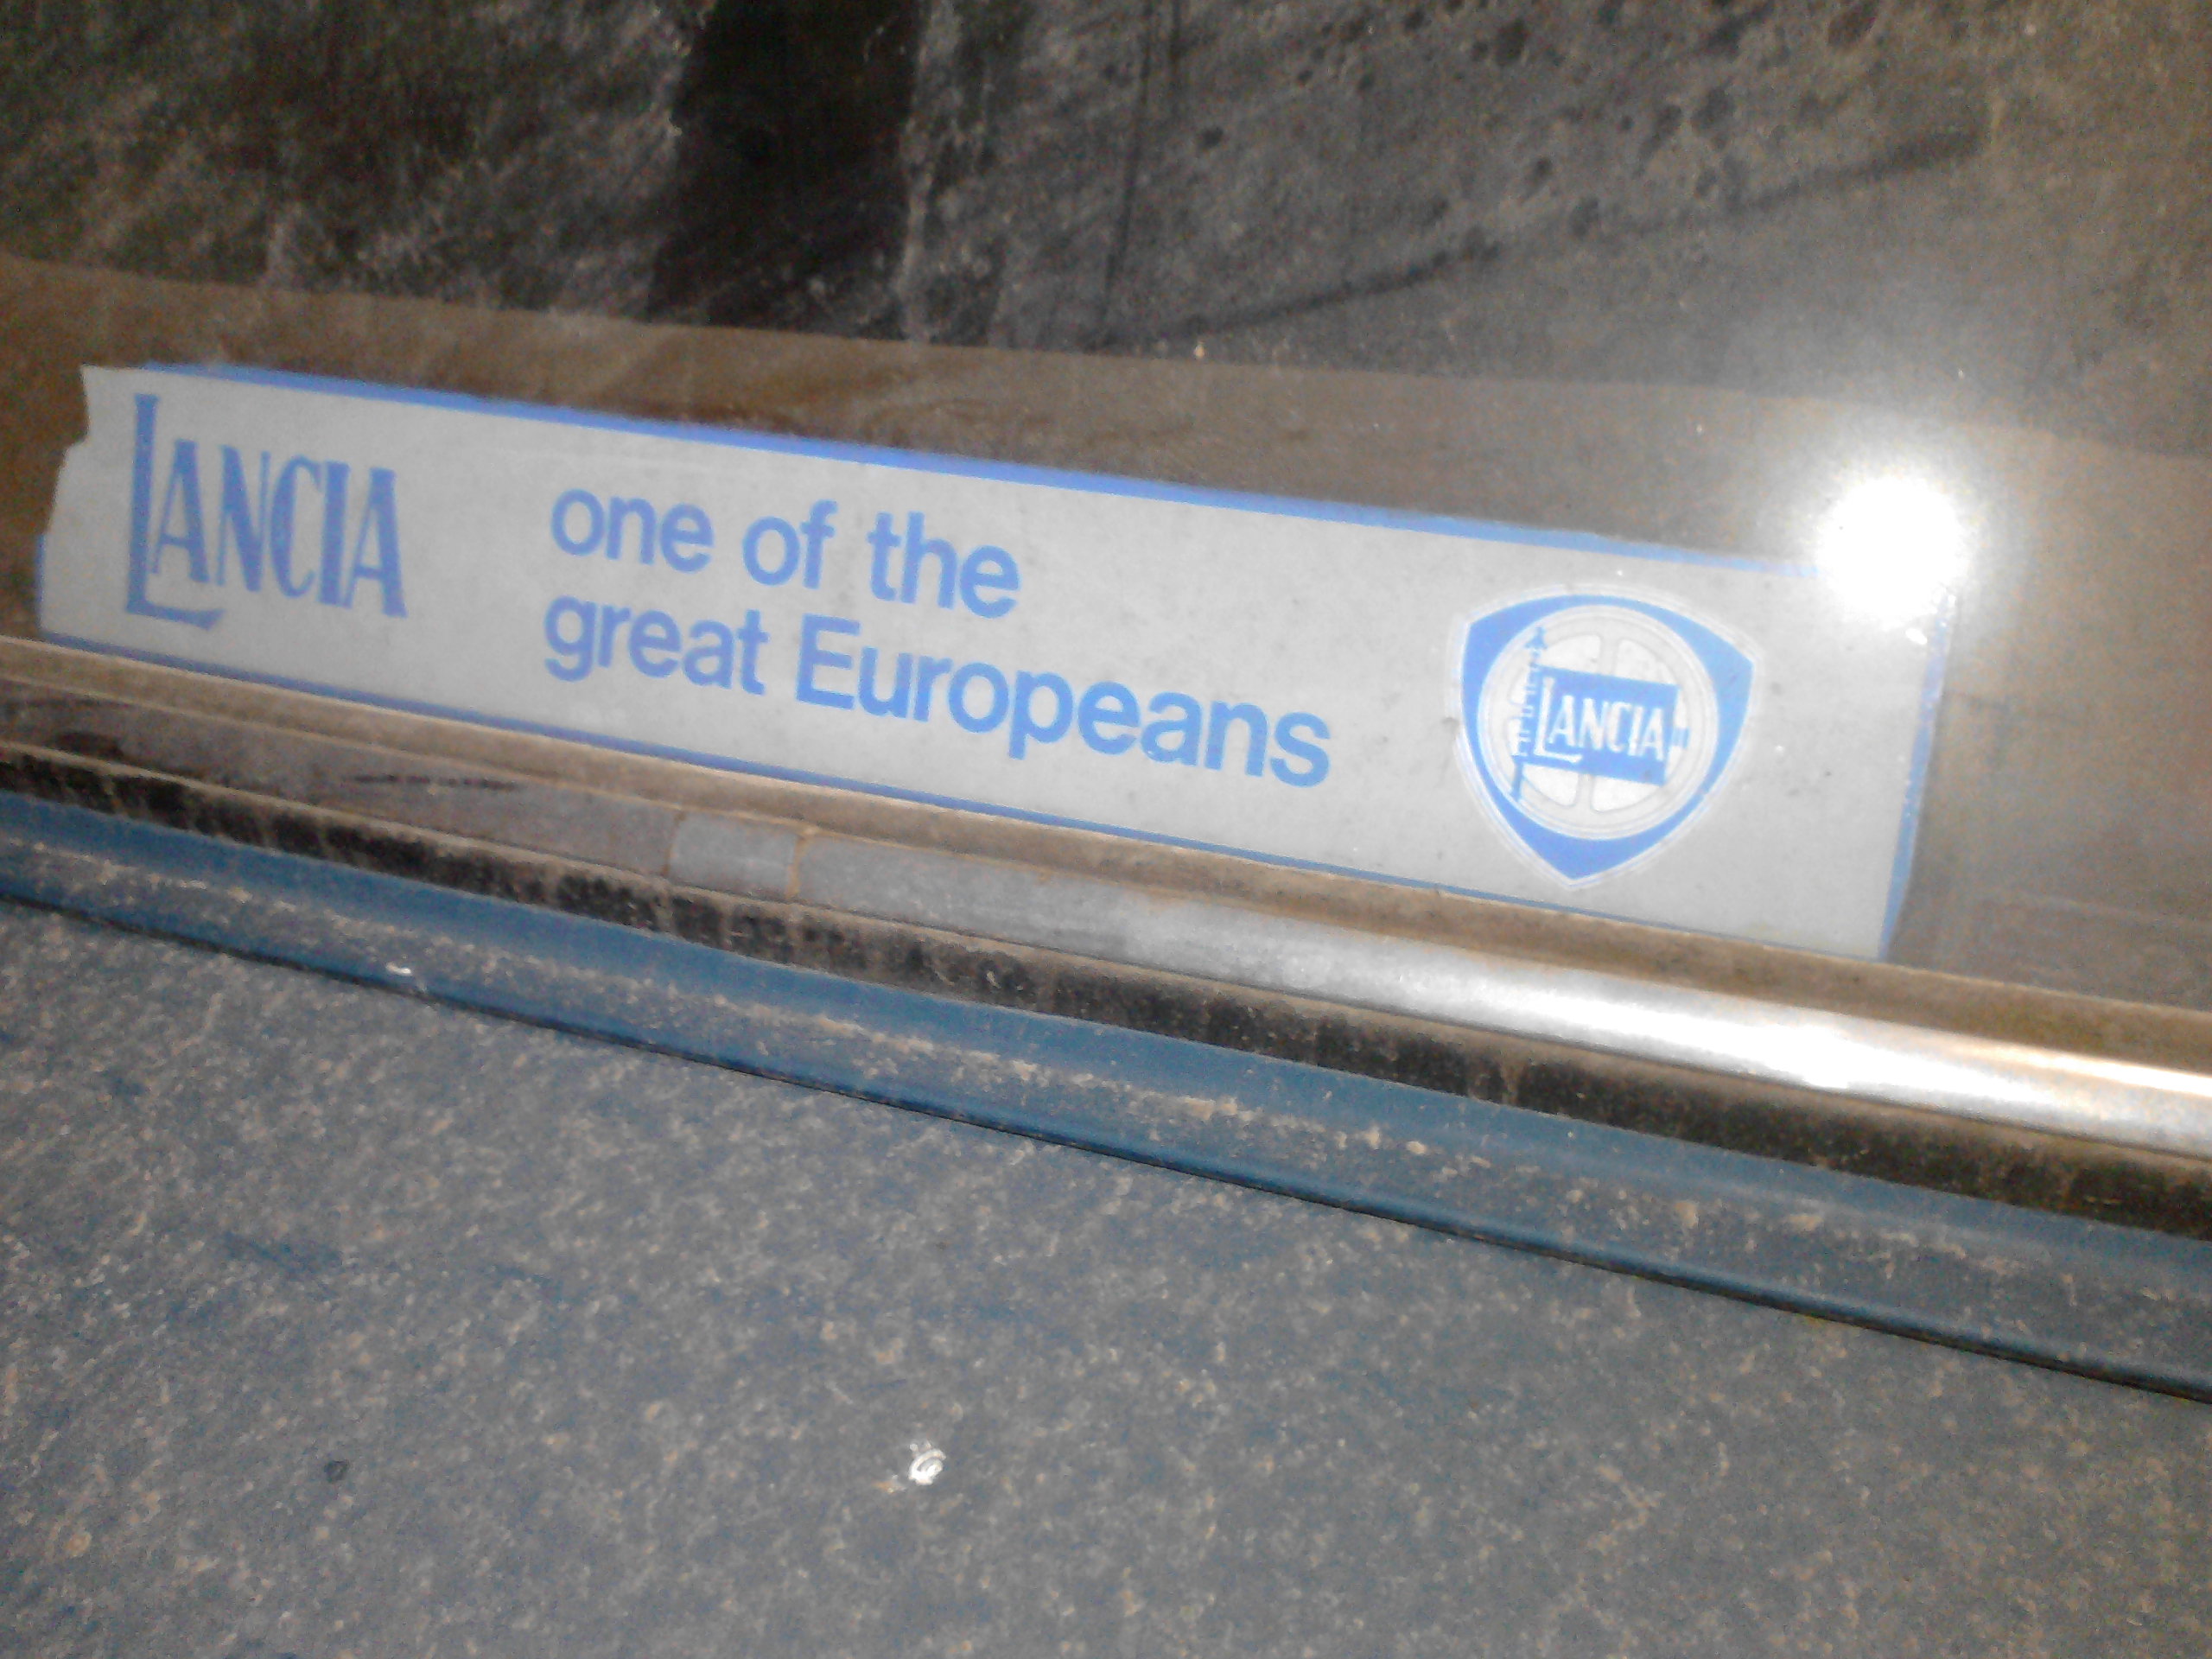 LANCIA
one of the
great Europeans
LANCIA